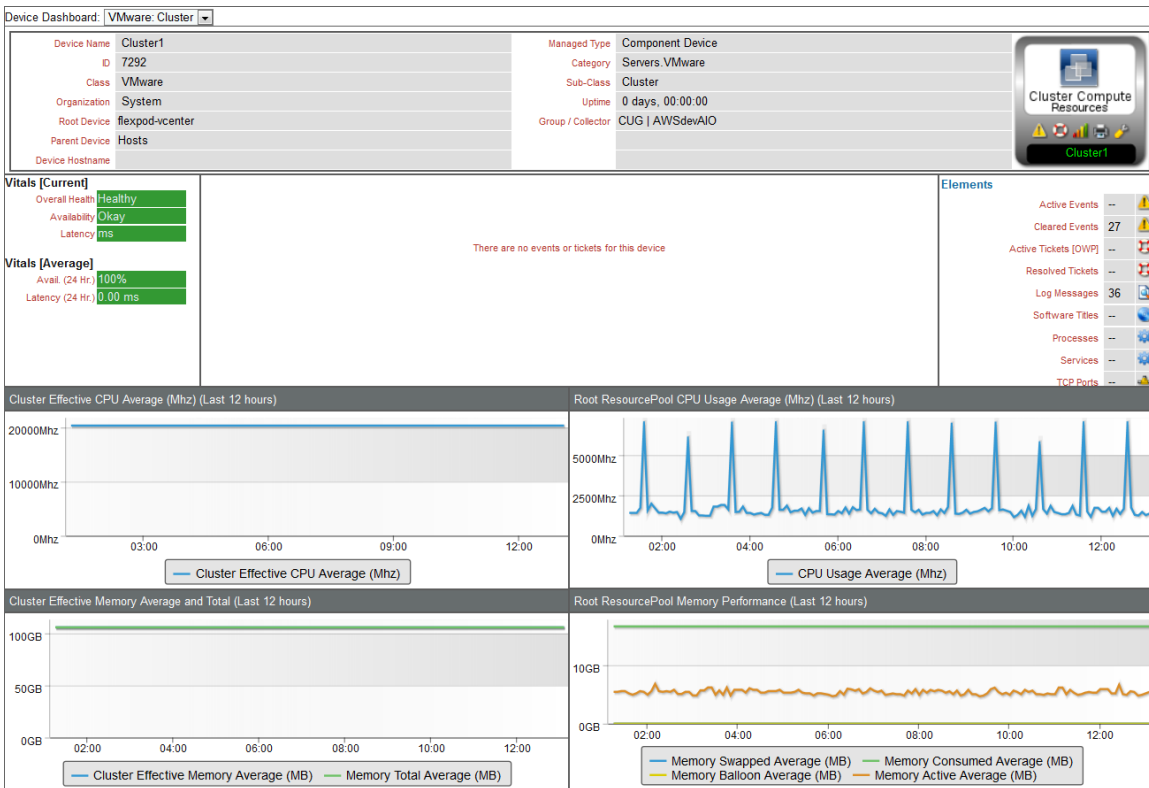 Device Dashboard: VMware: Cluster
Device Name Cluster1 Managed Type Component Device
ID 7292 Category Servers.VMware
Class VMware Sub-Class Cluster
Organization System Uptime 0 days, 00:00:00
Root Device flexpod-vcenter Group / Collector CUG | AWSdevAIO
Parent Device Hosts
Device Hostname
Cluster Compute
Resources
Cluster1
Vitals [Current]
Overall Health Healthy
Availability Okay
Latency ms
Vitals [Average]
Avail. (24 Hr.) 100%
Latency (24 Hr.) 0.00 ms
There are no events or tickets for this device
Elements
Active Events --
Cleared Events 27
Active Tickets [OWP] --
Resolved Tickets --
Log Messages 36
Software Titles --
Processes --
Services --
TCP Ports --
Cluster Effective CPU Average (Mhz) (Last 12 hours)
20000Mhz
10000Mhz
0Mhz
03:00 06:00 09:00 12:00
Cluster Effective CPU Average (Mhz)
Root ResourcePool CPU Usage Average (Mhz) (Last 12 hours)
5000Mhz
2500Mhz
0Mhz
02:00 04:00 06:00 08:00 10:00 12:00
CPU Usage Average (Mhz)
Cluster Effective Memory Average and Total (Last 12 hours)
100GB
50GB
0GB
02:00 04:00 06:00 08:00 10:00 12:00
Cluster Effective Memory Average (MB) Memory Total Average (MB)
Root ResourcePool Memory Performance (Last 12 hours)
10GB
0GB
02:00 04:00 06:00 08:00 10:00 12:00
Memory Swapped Average (MB) Memory Consumed Average (MB)
Memory Balloon Average (MB) Memory Active Average (MB)